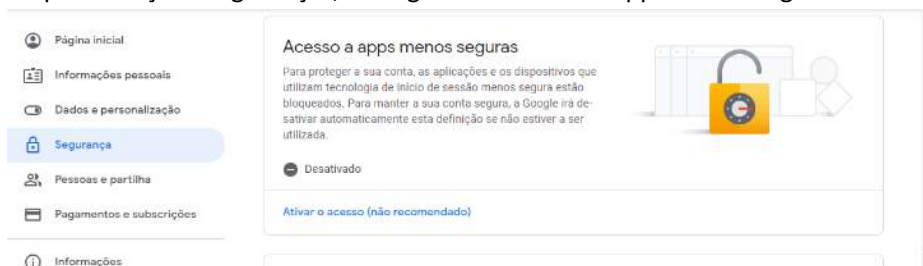 Página inicial
Informações pessoais
Dados e personalização
Segurança
Pessoas e partilha
Pagamentos e subscrições
Informações
Acesso a apps menos seguras
Para proteger a sua conta, as aplicações e os dispositivos que
utilizam tecnologia de início de sessão menos segura estão
bloqueados. Para manter a sua conta segura, a Google irá de-
sativar automaticamente esta definição se não estiver a ser
utilizada.
Desativado
Ativar o acesso (não recomendado)